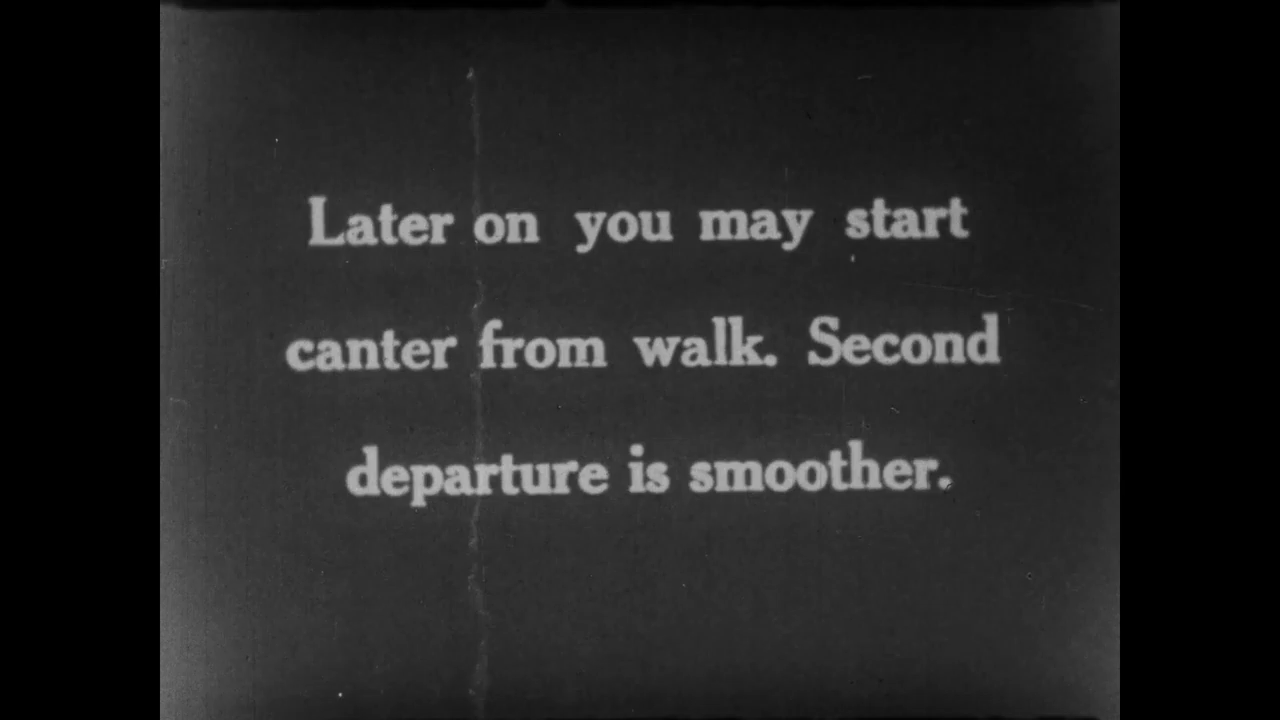 Later on you may start
canter from walk. Second
departure is smoother.